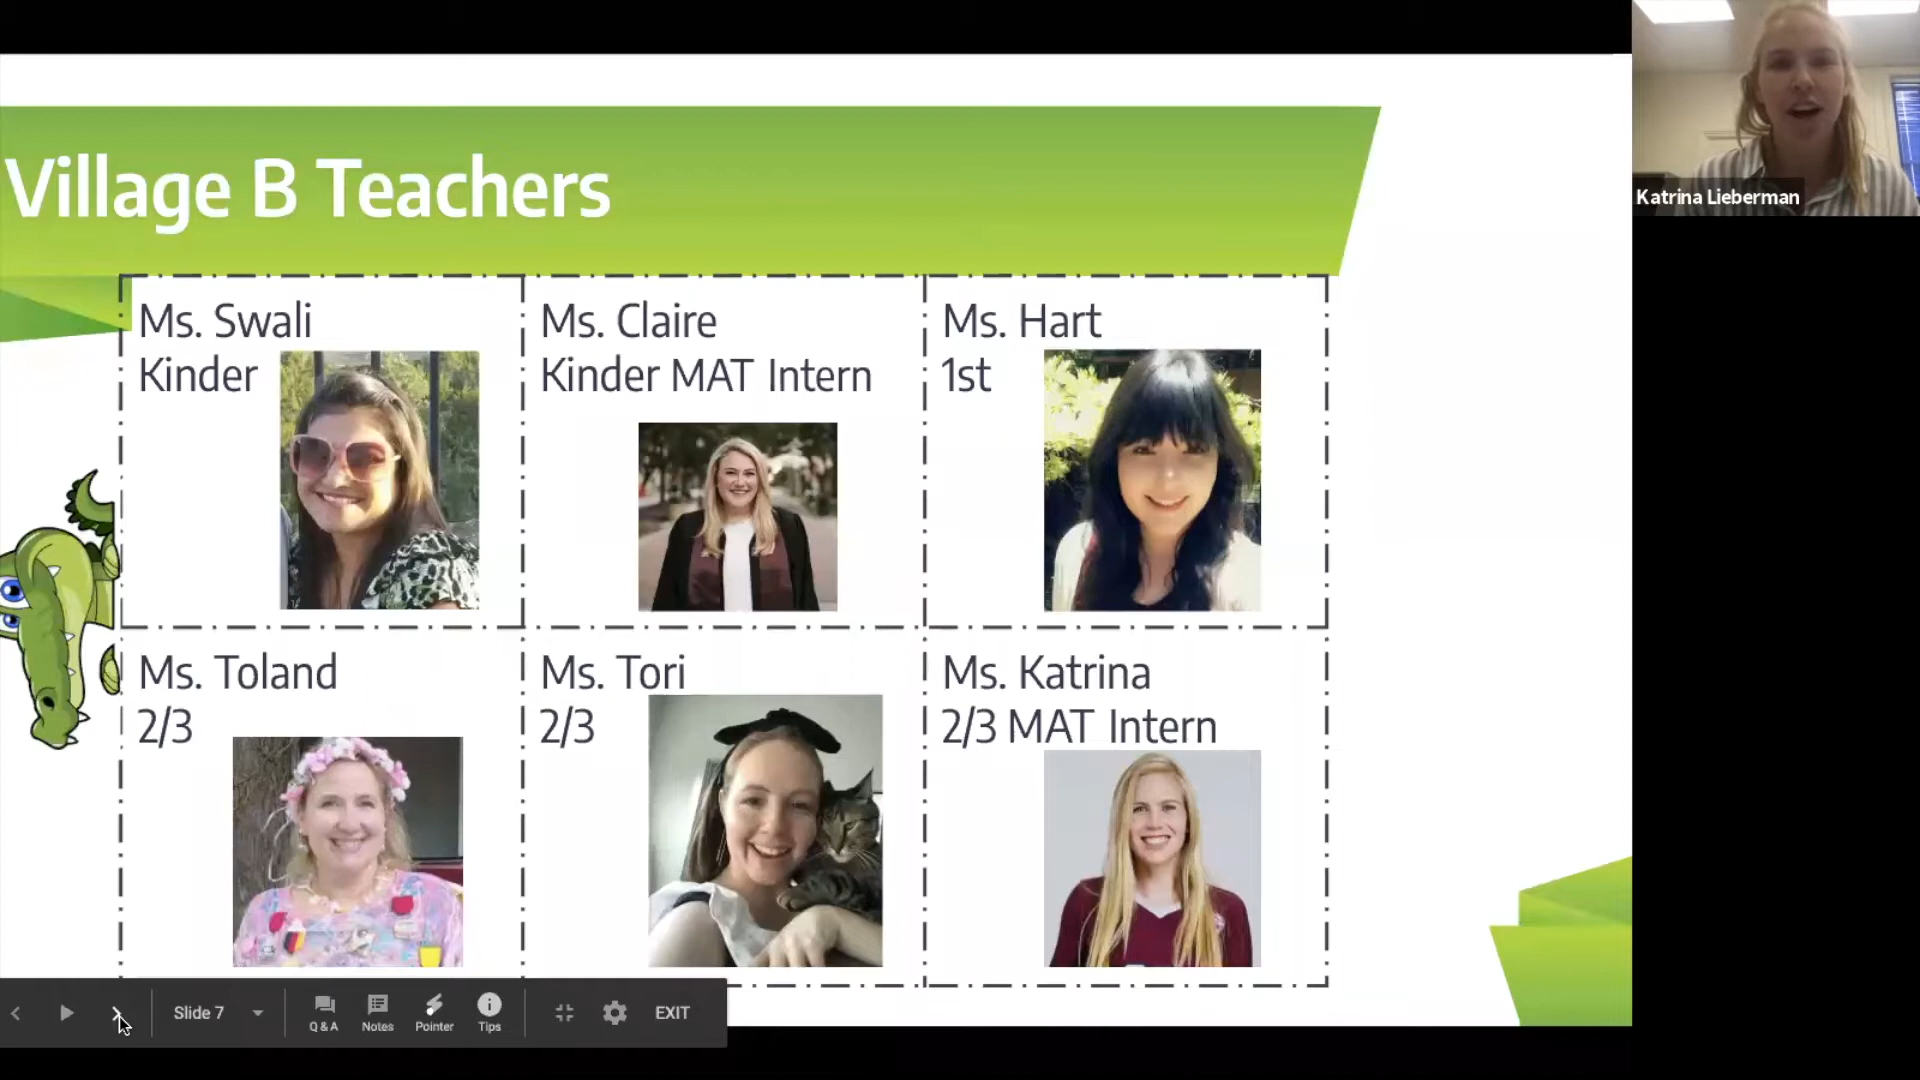 Village B Teachers
Katrina Lieberman
Ms. Swali
Kinder
Ms. Claire
Kinder MAT Intern
Ms. Hart
1st
Ms. Toland
2/3
Ms. Tori
2/3
Ms. Katrina
2/3 MAT Intern
Slide 7
Q & A
Notes
Pointer
Tips
EXIT